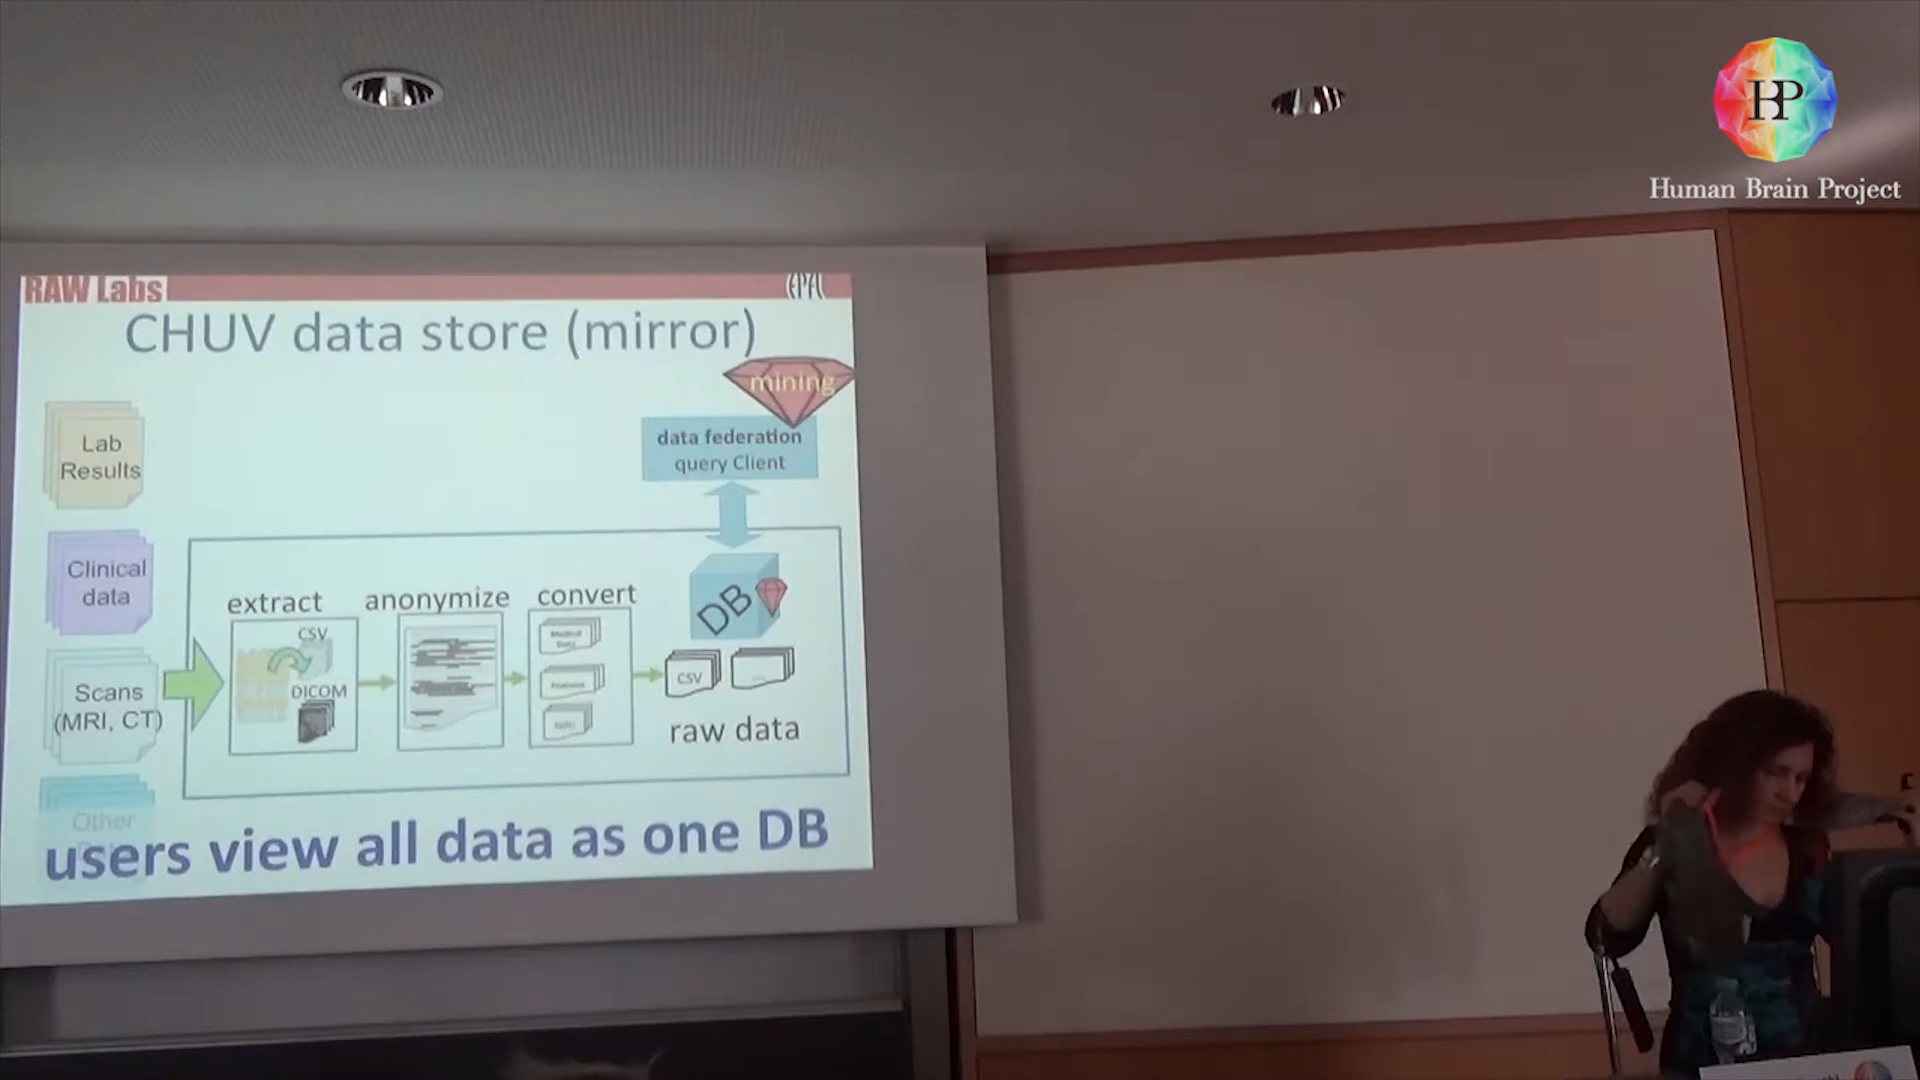 HBP
Human Brain Project
RAW Labs
EPFL
CHUV data store (mirror)
mining
data federation
query Client
Lab
Results
Clinical
data
Scans
(MRI, CT)
Other
extract
anonymize
convert
CSV
DICOM
Medical
DB
CSV
raw data
users view all data as one DB